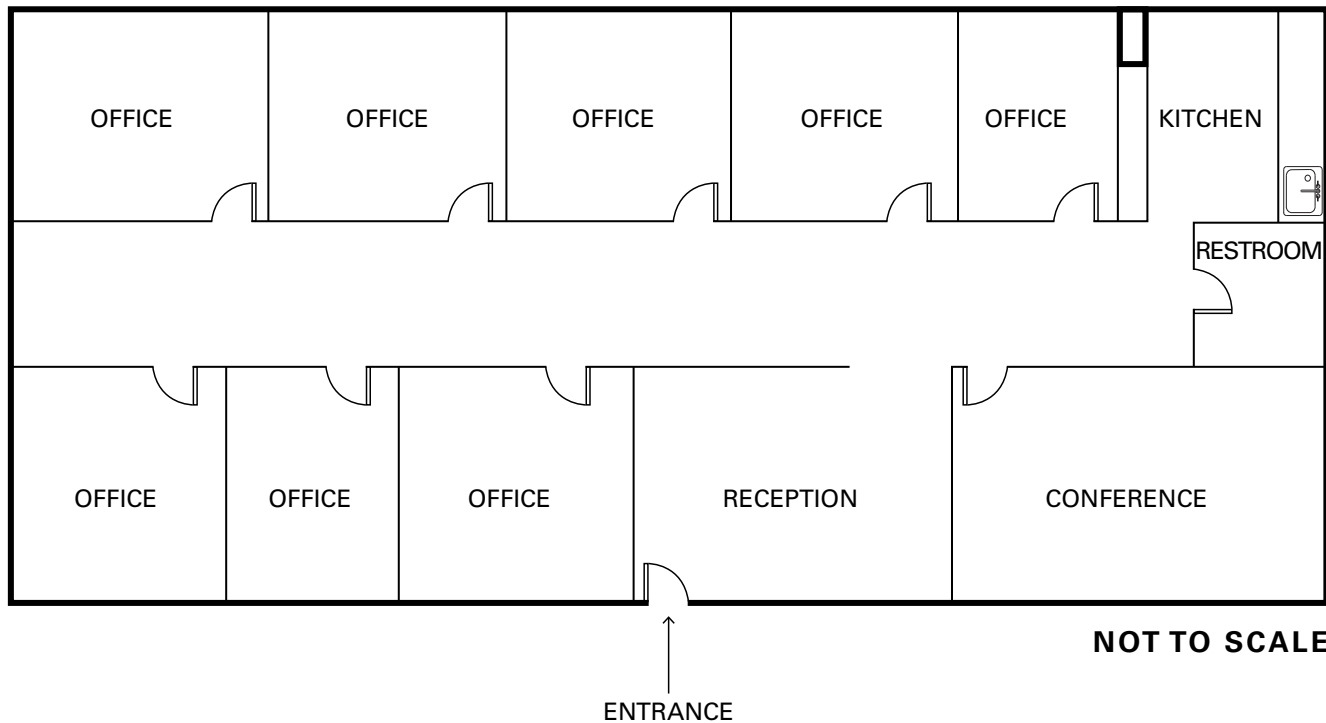 OFFICE
OFFICE
OFFICE
OFFICE
OFFICE
KITCHEN
RESTROOM
OFFICE
OFFICE
OFFICE
RECEPTION
CONFERENCE
NOT TO SCALE
ENTRANCE